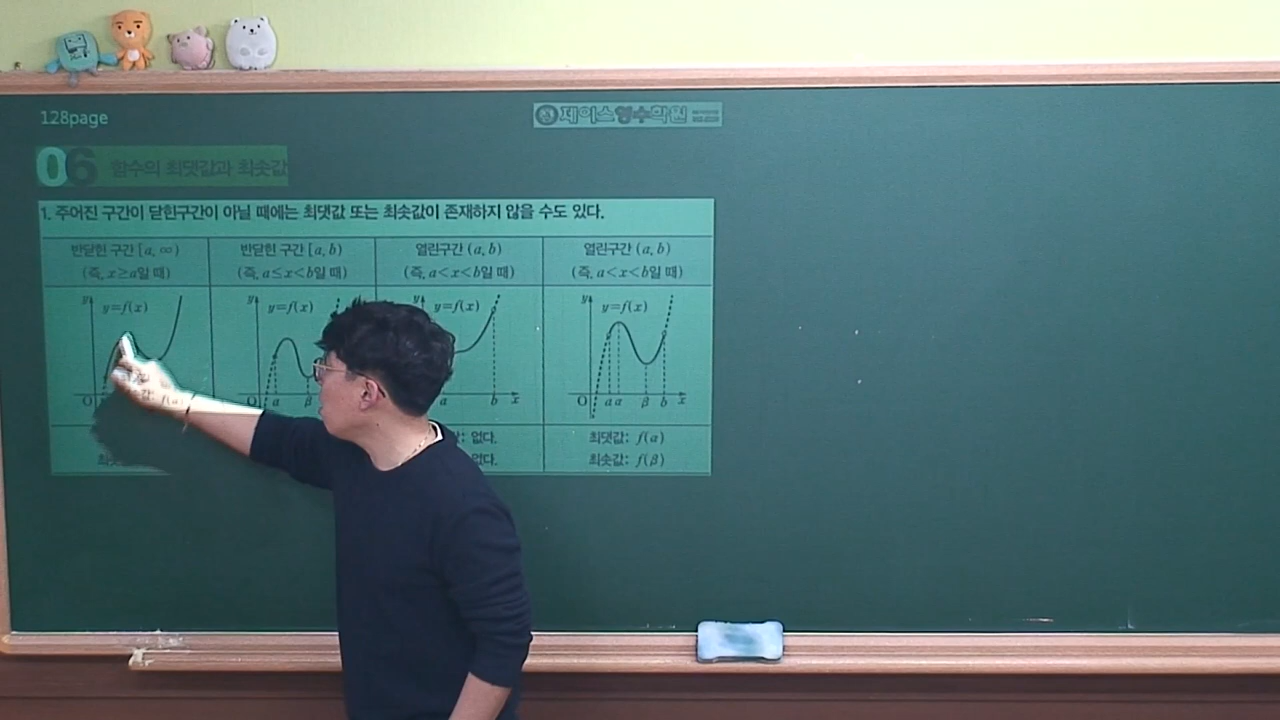 128page
제이스영수학원
06 함수의 최댓값과 최솟값
1. 주어진 구간이 닫힌구간이 아닐 때에는 최댓값 또는 최솟값이 존재하지 않을 수도 있다.
반닫힌 구간 [a, ∞) 반닫힌 구간 [a, b) 열린구간 (a, b) 열린구간 (a, b)
(즉, x≥a일 때) (즉, a≤x<b일 때) (즉, a<x<b일 때) (즉, a<x<b일 때)
y y y y
y=f(x) y=f(x) y=f(x) y=f(x)
O O a β a b x O a α β b x
f(α)
없다. 최댓값: f(α)
없다. 최솟값: f(β)